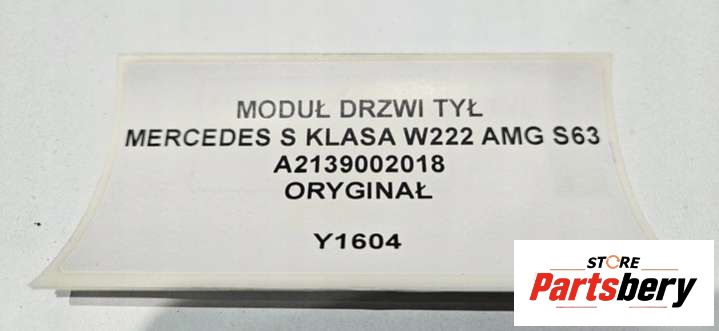 MODUŁ DRZWI TYŁ
MERCEDES S KLASA W222 AMG S63
A2139002018
ORYGINAŁ
Y1604
STORE
Partsbery